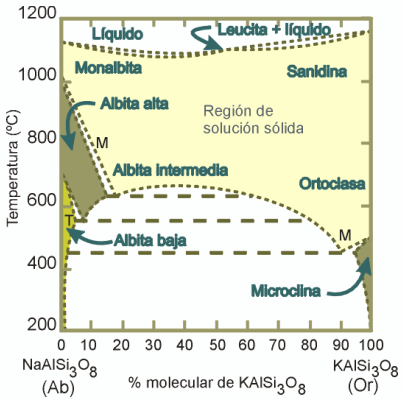 1200
1000
800
600
400
200
Temperatura (ºC)
Líquido
Leucita + líquido
Monalbita
Sanidina
Albita alta
Región de
solución sólida
M
Albita intermedia
Ortoclasa
T
Albita baja
M
Microclina
0 10 20 30 40 50 60 70 80 90 100
NaAlSi3O8
(Ab)
% molecular de KAlSi3O8
KAlSi3O8
(Or)